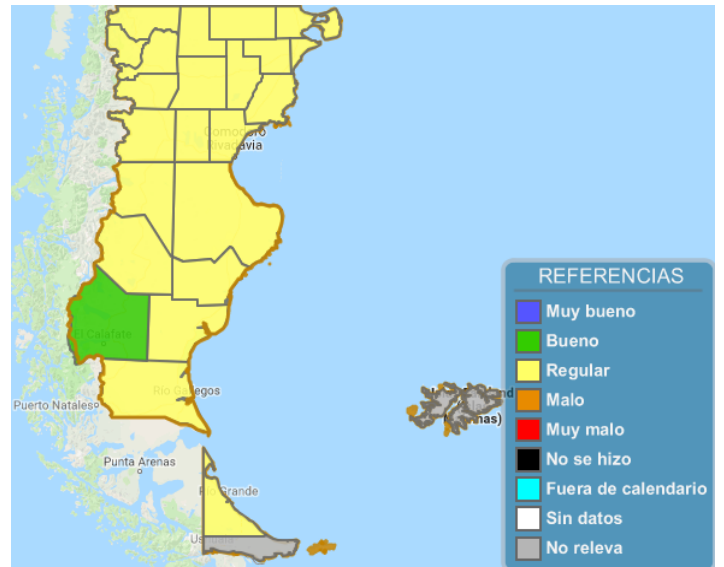 Comodoro
Rivadavia
El Calafate
Río Gallegos
Puerto Natales
Punta Arenas
Río Grande
REFERENCIAS
Muy bueno
Bueno
Regular
Malo
Muy malo
No se hizo
Fuera de calendario
Sin datos
No releva